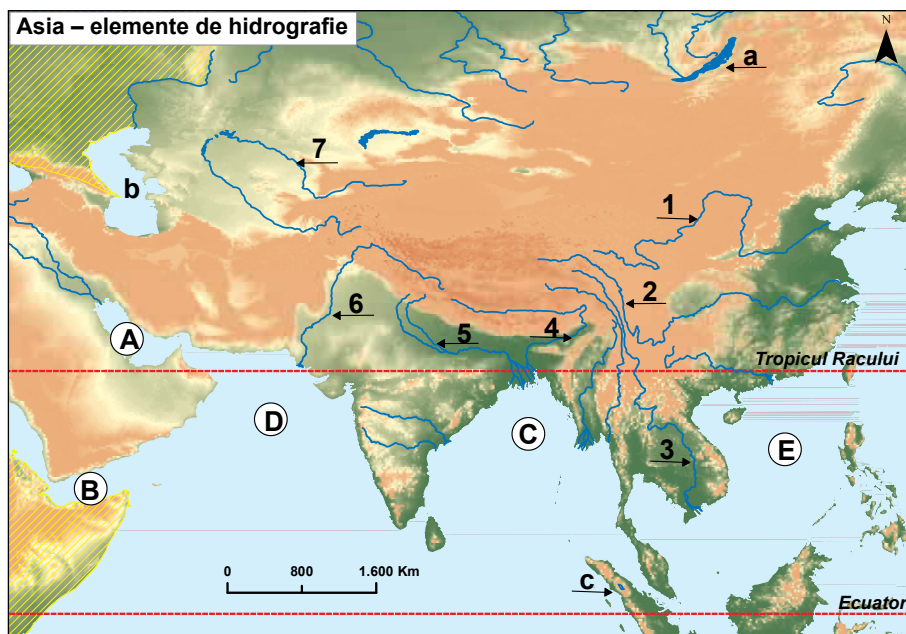 Asia – elemente de hidrografie
N
a
7
b
1
2
6
A
5
4
Tropicul Racului
D
C
E
3
B
0 800 1.600 Km
c
Ecuator